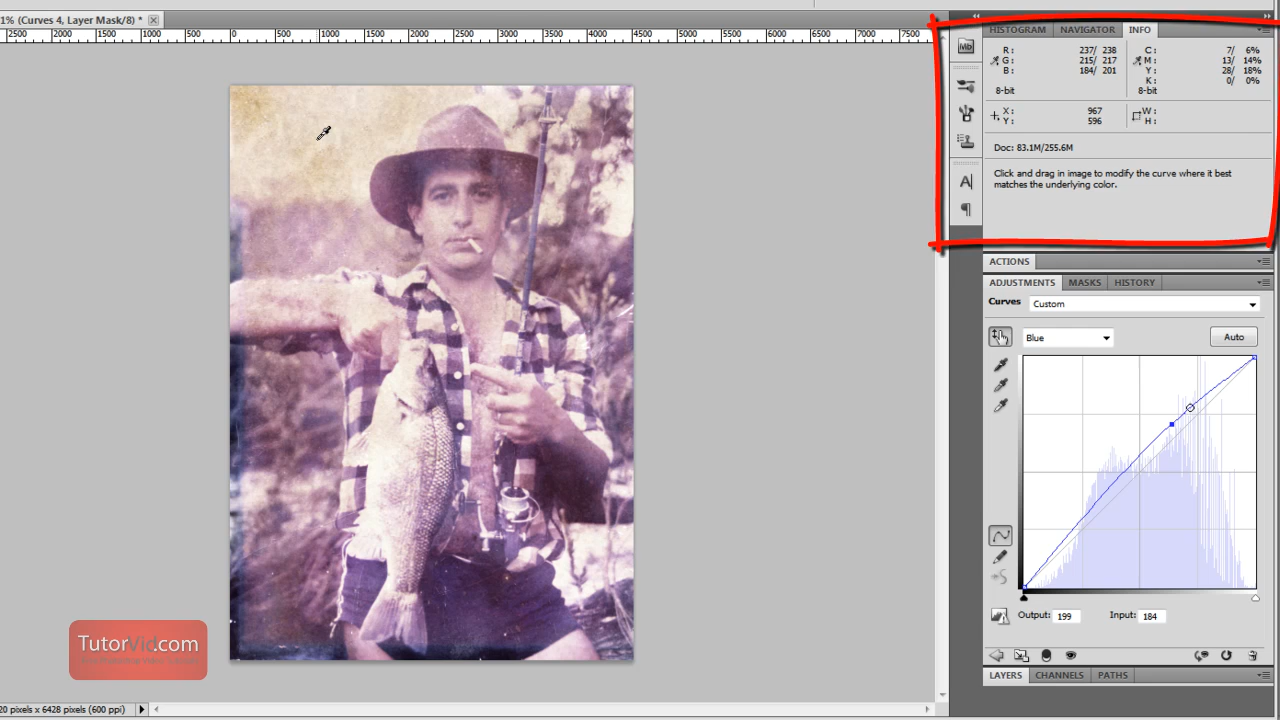 1% (Curves 4, Layer Mask/8) *
2500 2000 1500 1000 500 0 500 1000 1500 2000 2500 3000 3500 4000 4500 5000 5500 6000 6500 7000 7500
HISTOGRAM NAVIGATOR INFO
Mb
R: 237/ 238 C: 7/ 6%
G: 215/ 217 M: 13/ 14%
B: 184/ 201 Y: 28/ 18%
K: 0/ 0%
8-bit 8-bit
X: 967 W:
Y: 596 H:
Doc: 83.1M/255.6M
Click and drag in image to modify the curve where it best
matches the underlying color.
A
ACTIONS
ADJUSTMENTS MASKS HISTORY
Curves Custom
Blue Auto
Output: 199 Input: 184
LAYERS CHANNELS PATHS
TutorVid.com
20 pixels x 6428 pixels (600 ppi)